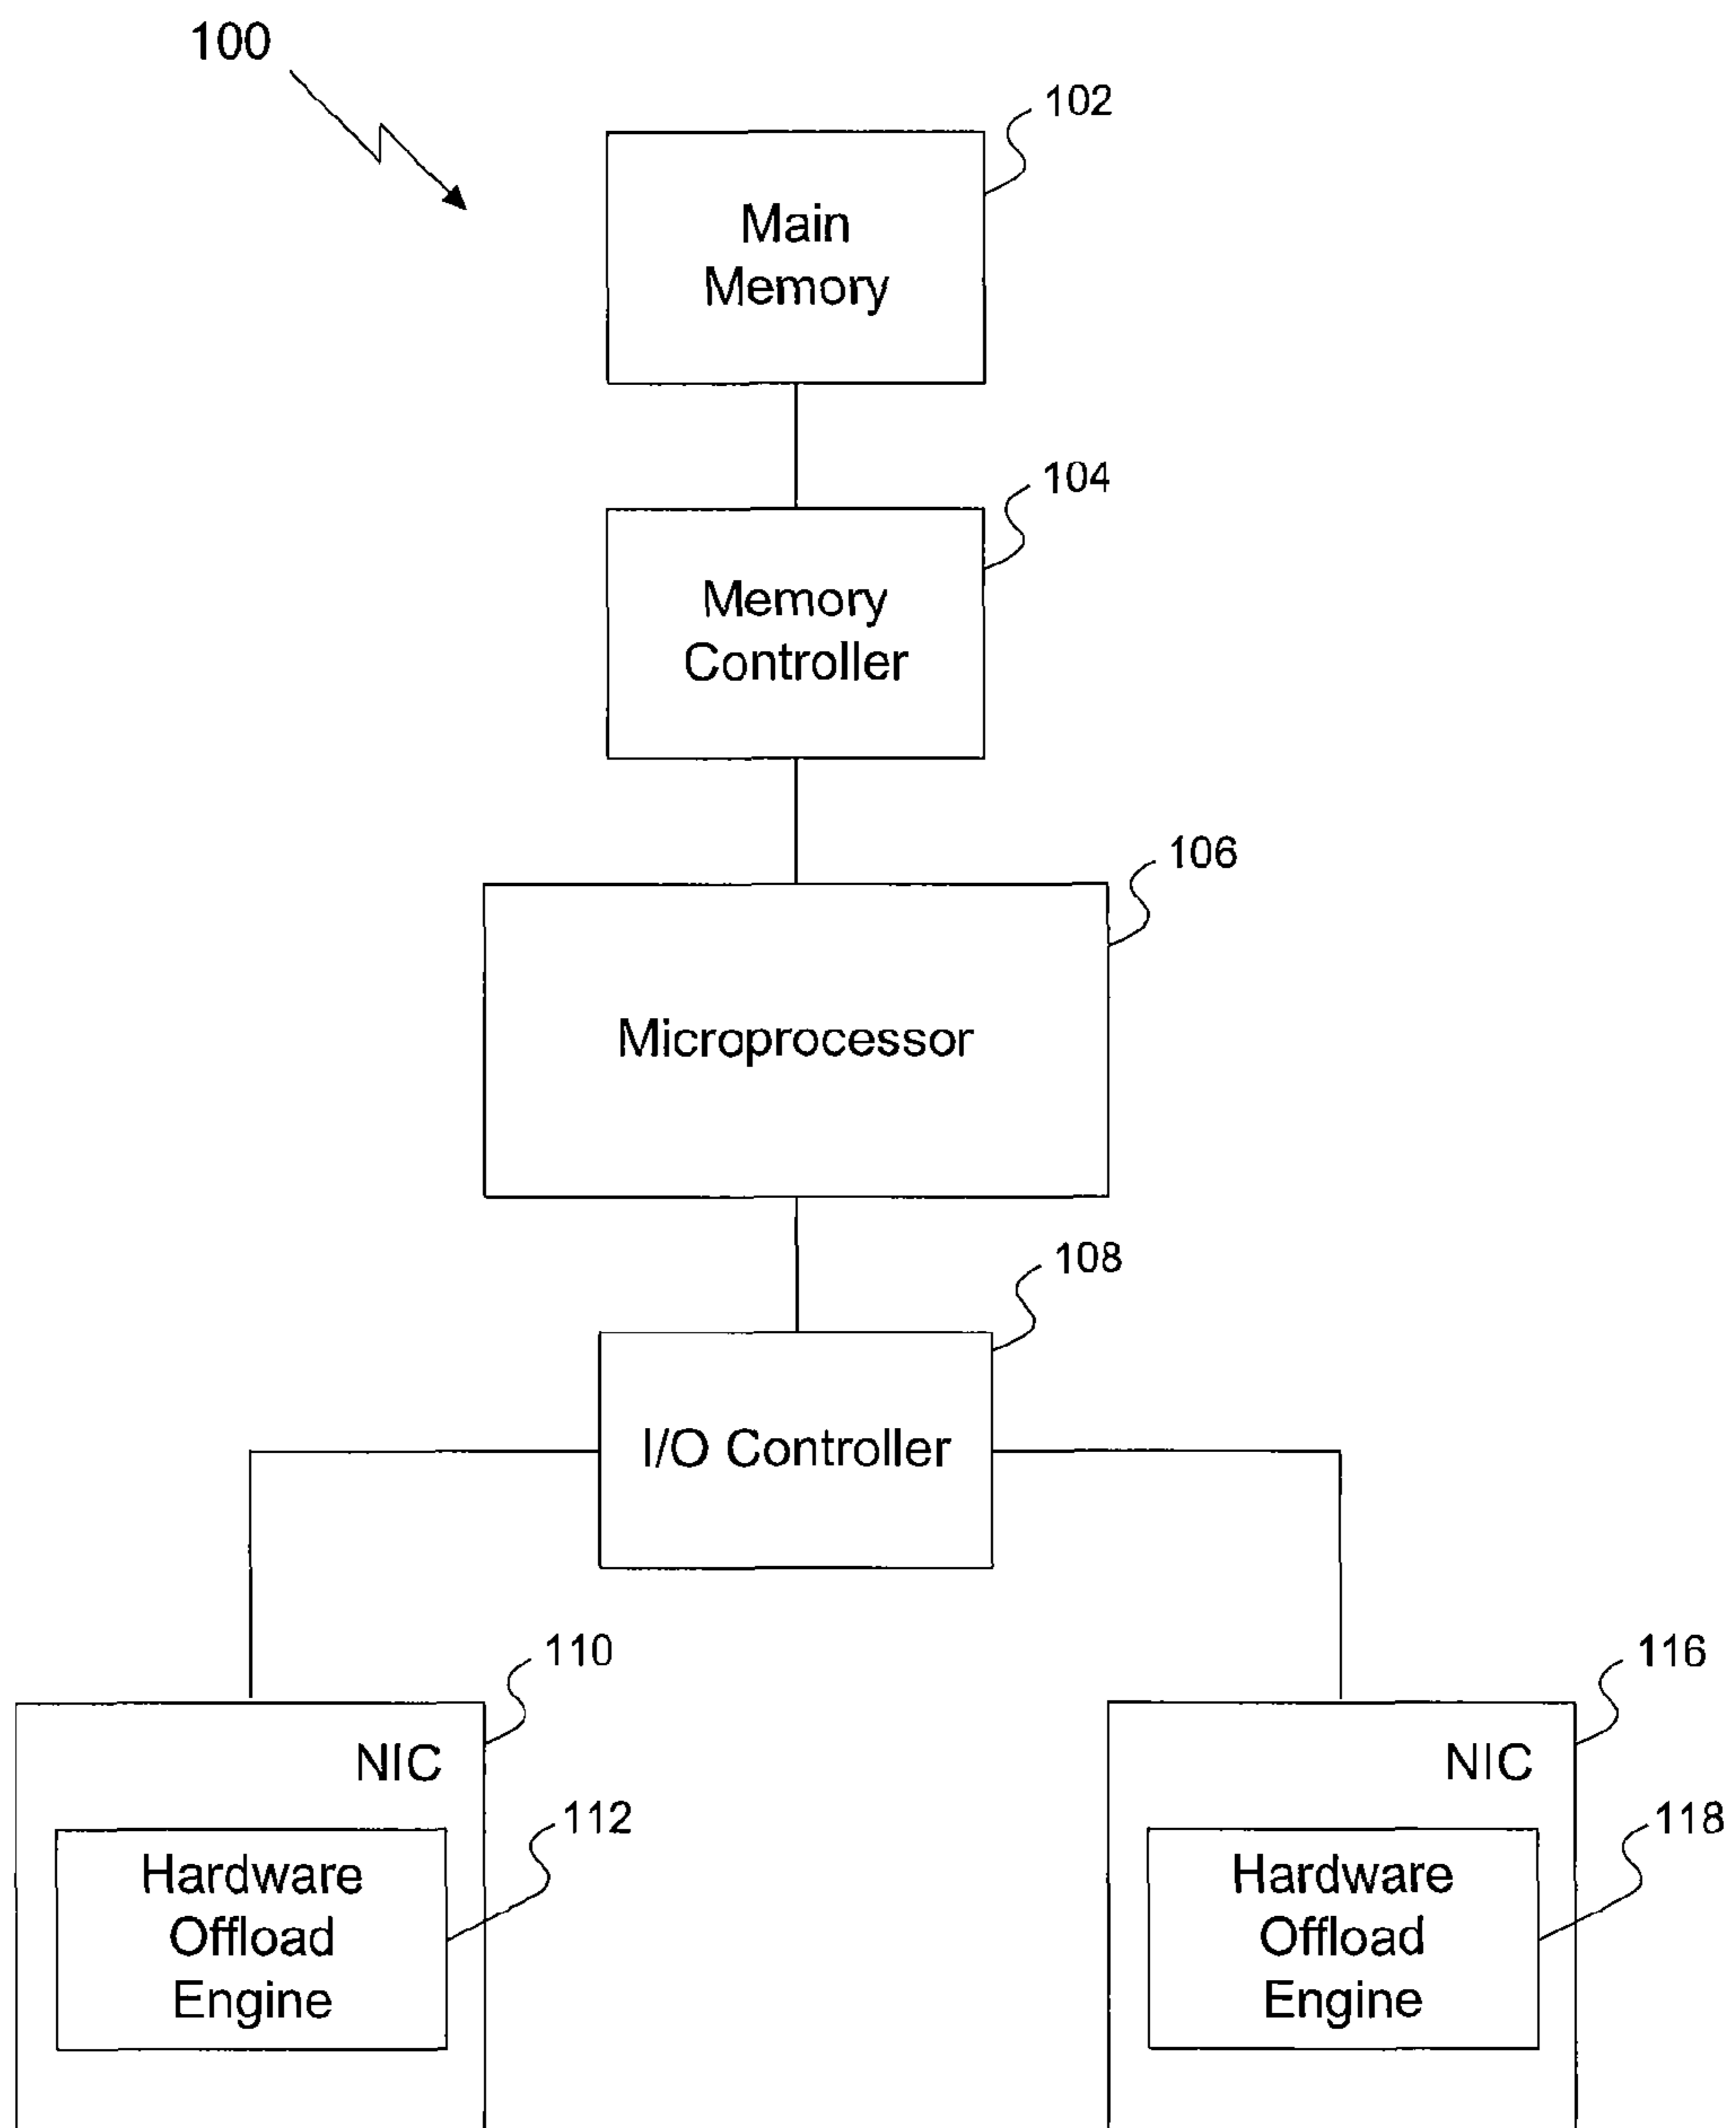 100
102
Main
Memory
104
Memory
Controller
106
Microprocessor
108
I/O Controller
110
NIC
112
Hardware
Offload
Engine
116
NIC
118
Hardware
Offload
Engine